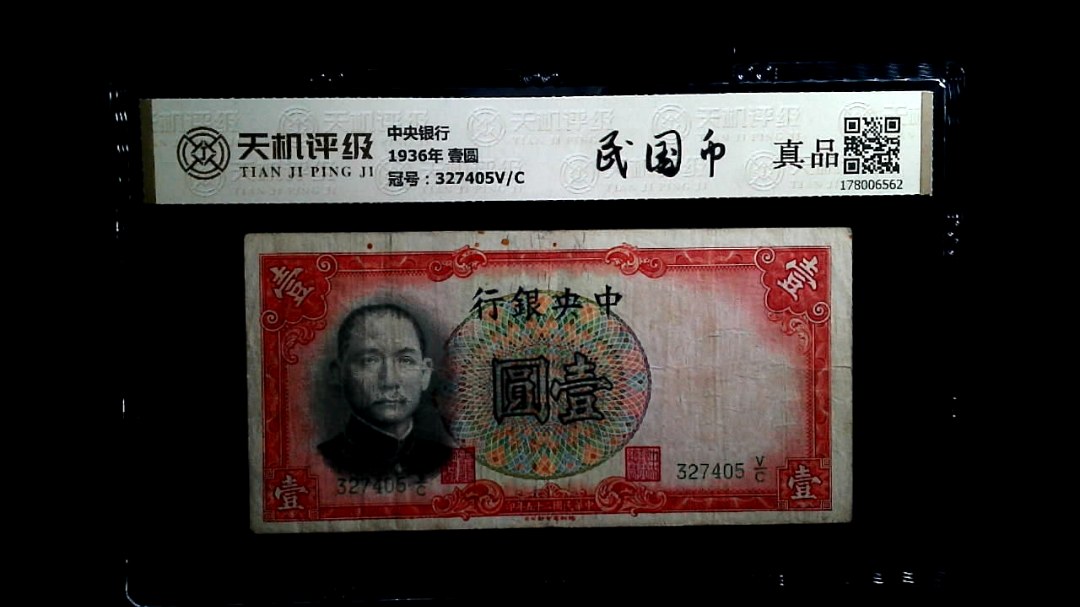 天机评级
TIAN JI PING JI
中央银行
1936年 壹圆
冠号：327405V/C
民国币
真品
178006562
壹
壹
行銀央中
圓壹
327405 V/C
327405 V/C
壹
壹